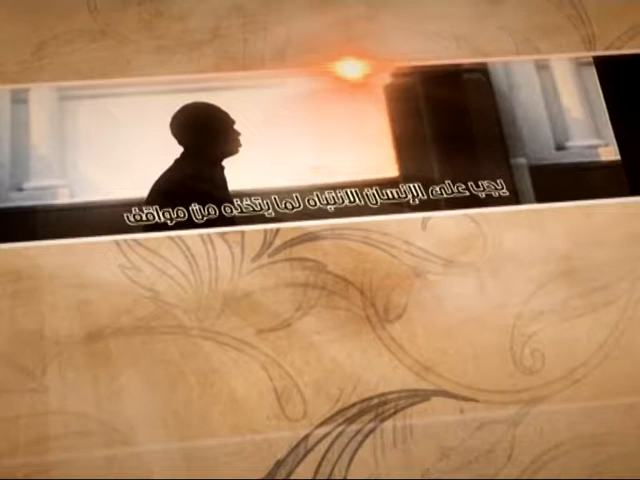 يجب على الإنسان الانتباه لما يتخذه من مواقف